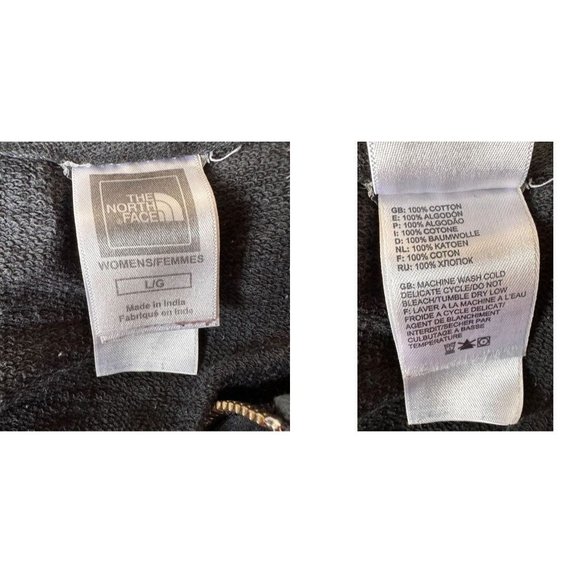 THE
NORTH
FACE
WOMENS/FEMMES
L/G
Made in India
Fabriqué en Inde
GB: 100% COTTON
E: 100% ALGODÓN
P: 100% ALGODÃO
I: 100% COTONE
D: 100% BAUMWOLLE
NL: 100% KATOEN
F: 100% COTON
RU: 100% ХЛОПОК
GB: MACHINE WASH COLD
DELICATE CYCLE/DO NOT
BLEACH/TUMBLE DRY LOW
F: LAVER A LA MACHINE A L'EAU
FROIDE A CYCLE DELICAT/
AGENT DE BLANCHIMENT
INTERDIT/SECHER PAR
CULBUTAGE A BASSE
TEMPERATURE